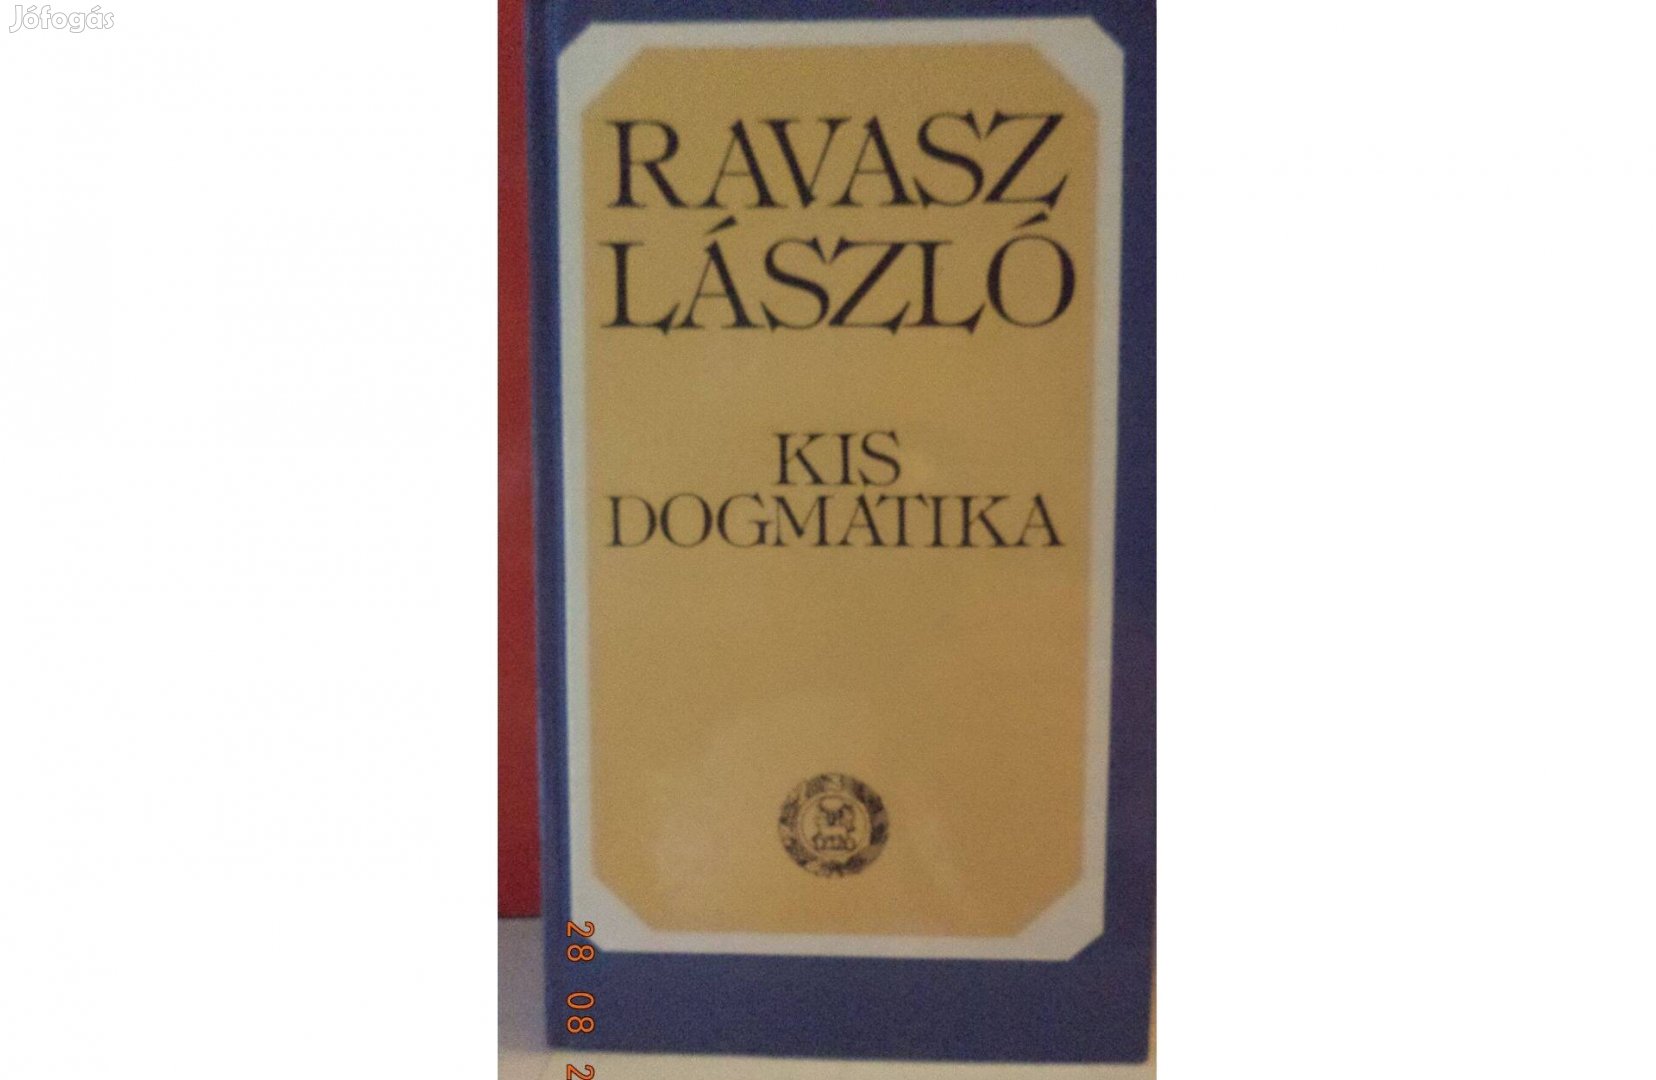 Jófogás
RAVASZ
LÁSZLÓ
KIS
DOGMATIKA
28 08 2